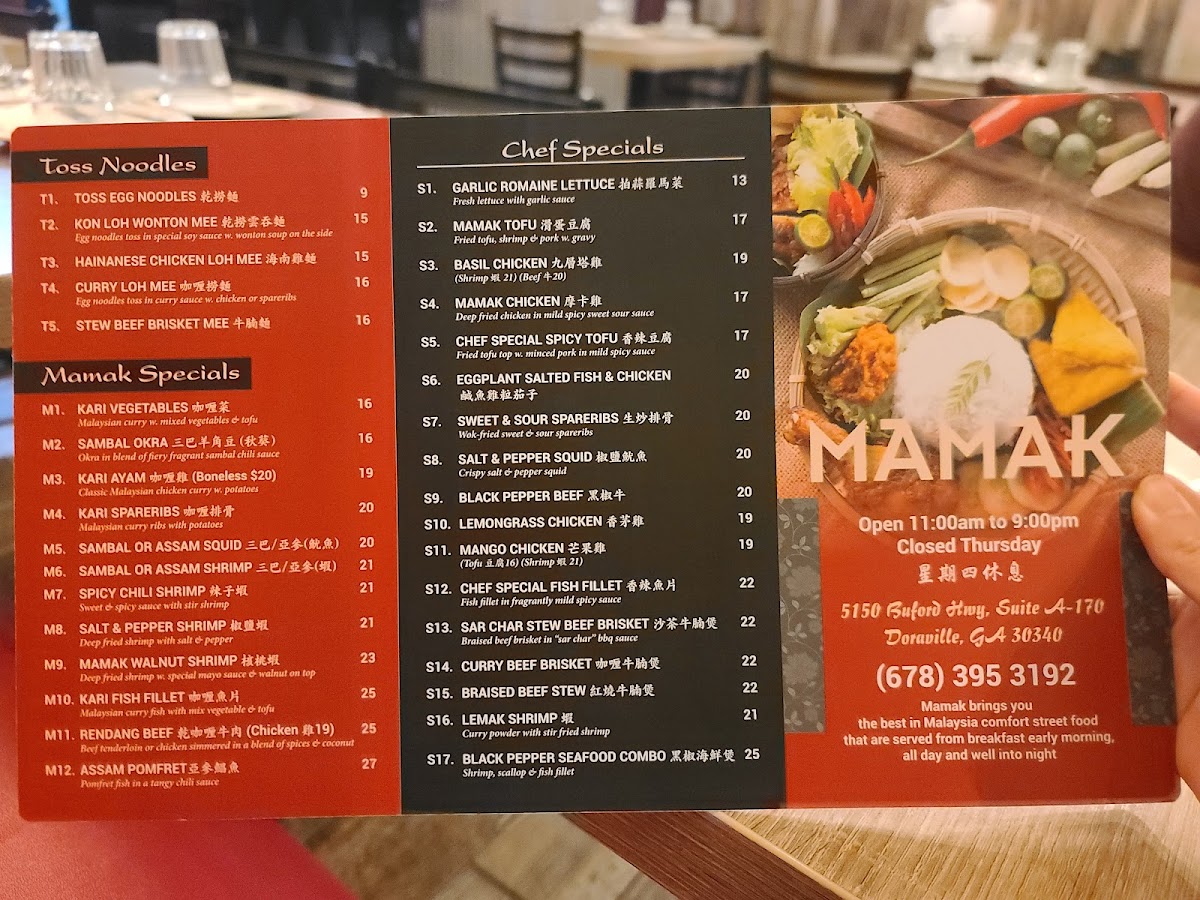 Toss Noodles
T1. TOSS EGG NOODLES 乾撈麵 9
T2. KON LOH WONTON MEE 乾撈雲吞麵 15
Egg noodles toss in special soy sauce w. wonton soup on the side
T3. HAINANESE CHICKEN LOH MEE 海南雞麵 15
T4. CURRY LOH MEE 咖喱撈麵 16
Egg noodles toss in curry sauce w. chicken or spareribs
T5. STEW BEEF BRISKET MEE 牛腩麵 16
Mamak Specials
M1. KARI VEGETABLES 咖喱菜 16
Malaysian curry w. mixed vegetables & tofu
M2. SAMBAL OKRA 三巴羊角豆 (秋葵) 16
Okra in blend of fiery fragrant sambal chili sauce
M3. KARI AYAM 咖喱雞 (Boneless $20) 19
Classic Malaysian chicken curry w. potatoes
M4. KARI SPARERIBS 咖喱排骨 20
Malaysian curry ribs with potatoes
M5. SAMBAL OR ASSAM SQUID 三巴/亞參(魷魚) 20
M6. SAMBAL OR ASSAM SHRIMP 三巴/亞參(蝦) 21
M7. SPICY CHILI SHRIMP 辣子蝦 21
Sweet & spicy sauce with stir shrimp
M8. SALT & PEPPER SHRIMP 椒鹽蝦 21
Deep fried shrimp with salt & pepper
M9. MAMAK WALNUT SHRIMP 核桃蝦 23
Deep fried shrimp w. special mayo sauce & walnut on top
M10. KARI FISH FILLET 咖喱魚片 25
Malaysian curry fish with mix vegetable & tofu
M11. RENDANG BEEF 乾咖喱牛肉 (Chicken 雞19) 25
Beef tenderloin or chicken simmered in a blend of spices & coconut
M12. ASSAM POMFRET亞參鯧魚 27
Pomfret fish in a tangy chili sauce
Chef Specials
S1. GARLIC ROMAINE LETTUCE 拍蒜羅馬菜 13
Fresh lettuce with garlic sauce
S2. MAMAK TOFU 滑蛋豆腐 17
Fried tofu, shrimp & pork w. gravy
S3. BASIL CHICKEN 九層塔雞 19
(Shrimp 蝦 21) (Beef 牛20)
S4. MAMAK CHICKEN 摩卡雞 17
Deep fried chicken in mild spicy sweet sour sauce
S5. CHEF SPECIAL SPICY TOFU 香辣豆腐 17
Fried tofu top w. minced pork in mild spicy sauce
S6. EGGPLANT SALTED FISH & CHICKEN 20
鹹魚雞粒茄子
S7. SWEET & SOUR SPARERIBS 生炒排骨 20
Wok-fried sweet & sour spareribs
S8. SALT & PEPPER SQUID 椒鹽魷魚 20
Crispy salt & pepper squid
S9. BLACK PEPPER BEEF 黑椒牛 20
S10. LEMONGRASS CHICKEN 香茅雞 19
S11. MANGO CHICKEN 芒果雞 19
(Tofu 豆腐16) (Shrimp 蝦 21)
S12. CHEF SPECIAL FISH FILLET 香辣魚片 22
Fish fillet in fragrantly mild spicy sauce
S13. SAR CHAR STEW BEEF BRISKET 沙茶牛腩煲 22
Braised beef brisket in "sar char" bbq sauce
S14. CURRY BEEF BRISKET 咖喱牛腩煲 22
S15. BRAISED BEEF STEW 紅燒牛腩煲 22
S16. LEMAK SHRIMP 蝦 21
Curry powder with stir fried shrimp
S17. BLACK PEPPER SEAFOOD COMBO 黑椒海鮮煲 25
Shrimp, scallop & fish fillet
MAMAK
Open 11:00am to 9:00pm
Closed Thursday
星期四休息
5150 Buford Hwy, Suite A-170
Doraville, GA 30340
(678) 395 3192
Mamak brings you
the best in Malaysia comfort street food
that are served from breakfast early morning,
all day and well into night